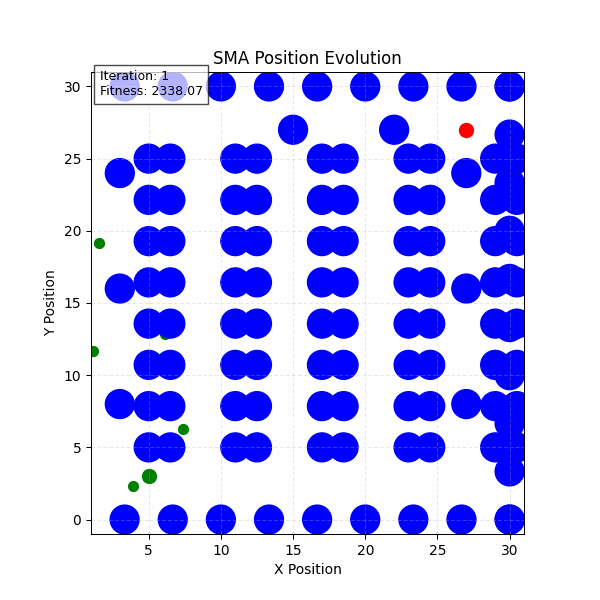 SMA Position Evolution
Iteration: 1
Fitness: 2338.07
30
25
20
15
10
5
0
Y Position
5 10 15 20 25 30
X Position